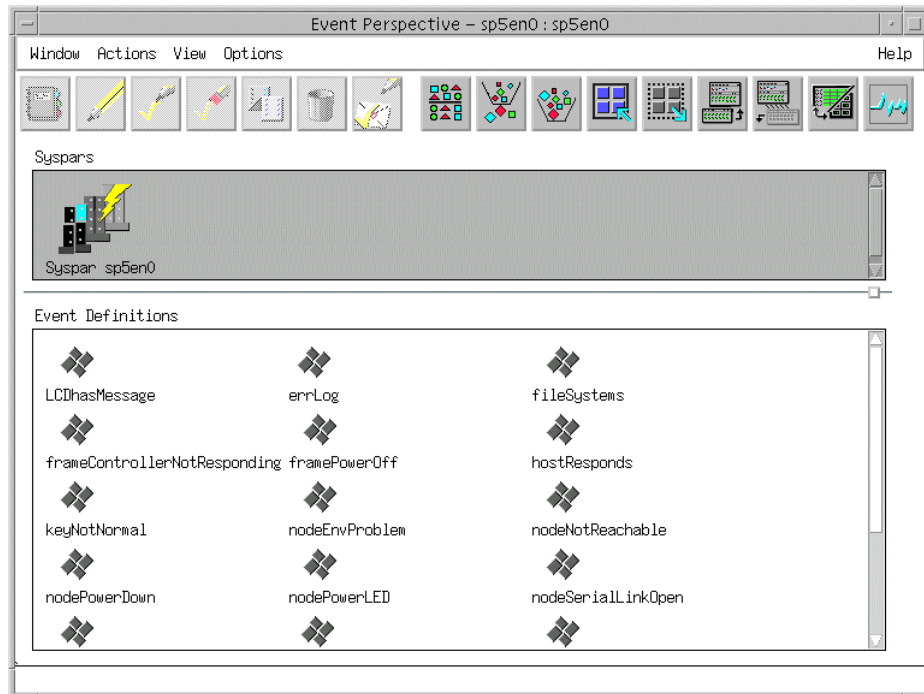 Event Perspective – sp5en0 : sp5en0
Window Actions View Options Help
Syspars
Syspar sp5en0
Event Definitions
LCDhasMessage errLog fileSystems
frameControllerNotResponding framePowerOff hostResponds
keyNotNormal nodeEnvProblem nodeNotReachable
nodePowerDown nodePowerLED nodeSerialLinkOpen